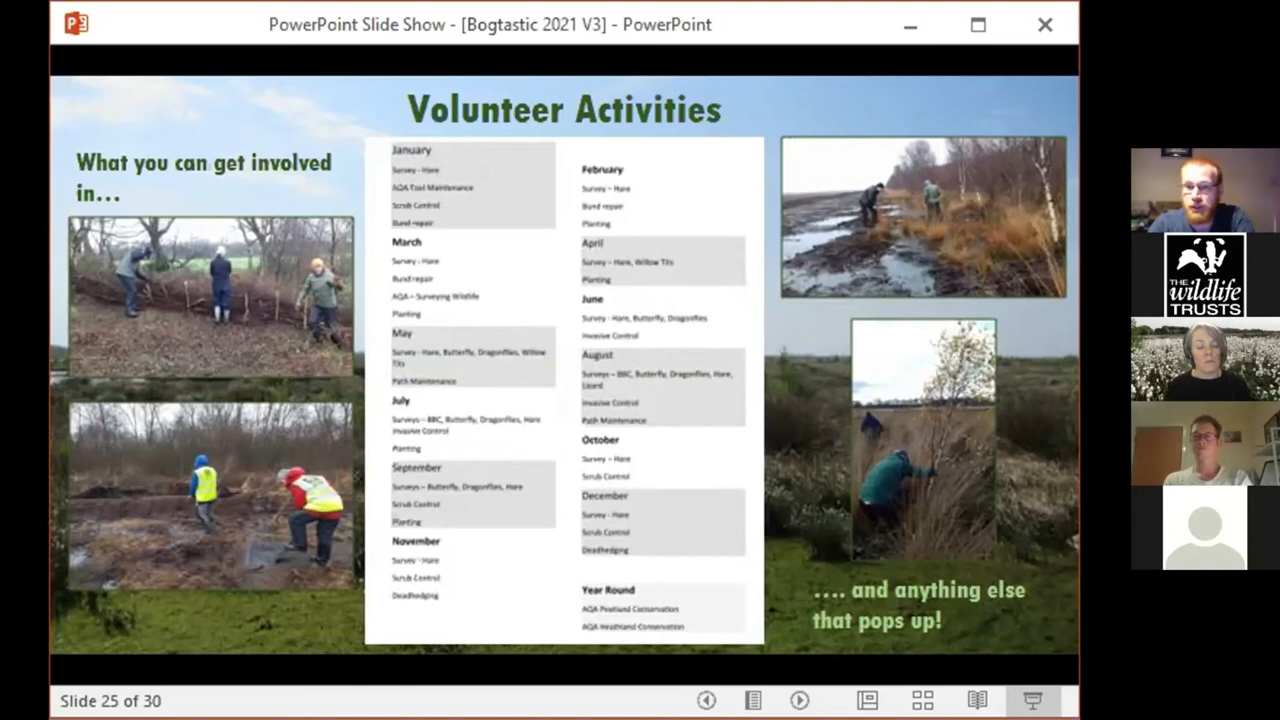 PowerPoint Slide Show - [Bogtastic 2021 V3] - PowerPoint
Volunteer Activities
What you can get involved
in...
January
Survey - Hare
AQA Tool Maintenance
Scrub Control
Bund repair
March
Survey - Hare
Bund repair
AQA – Surveying Wildlife
Planting
May
Survey - Hare, Butterfly, Dragonflies, Willow
Tits
Path Maintenance
July
Surveys – BBC, Butterfly, Dragonflies, Hare
Invasive Control
Planting
September
Surveys – Butterfly, Dragonflies, Hare
Scrub Control
Planting
November
Survey - Hare
Scrub Control
Deadhedging
February
Survey – Hare
Bund repair
Planting
April
Survey – Hare, Willow Tits
Planting
June
Survey - Hare, Butterfly, Dragonflies
Invasive Control
August
Surveys – BBC, Butterfly, Dragonflies, Hare,
Lizard
Invasive Control
Path Maintenance
October
Survey – Hare
Scrub Control
December
Survey - Hare
Scrub Control
Deadhedging
Year Round
AQA Peatland Conservation
AQA Heathland Conservation
.... and anything else
that pops up!
Slide 25 of 30
THE
wildlife
TRUSTS